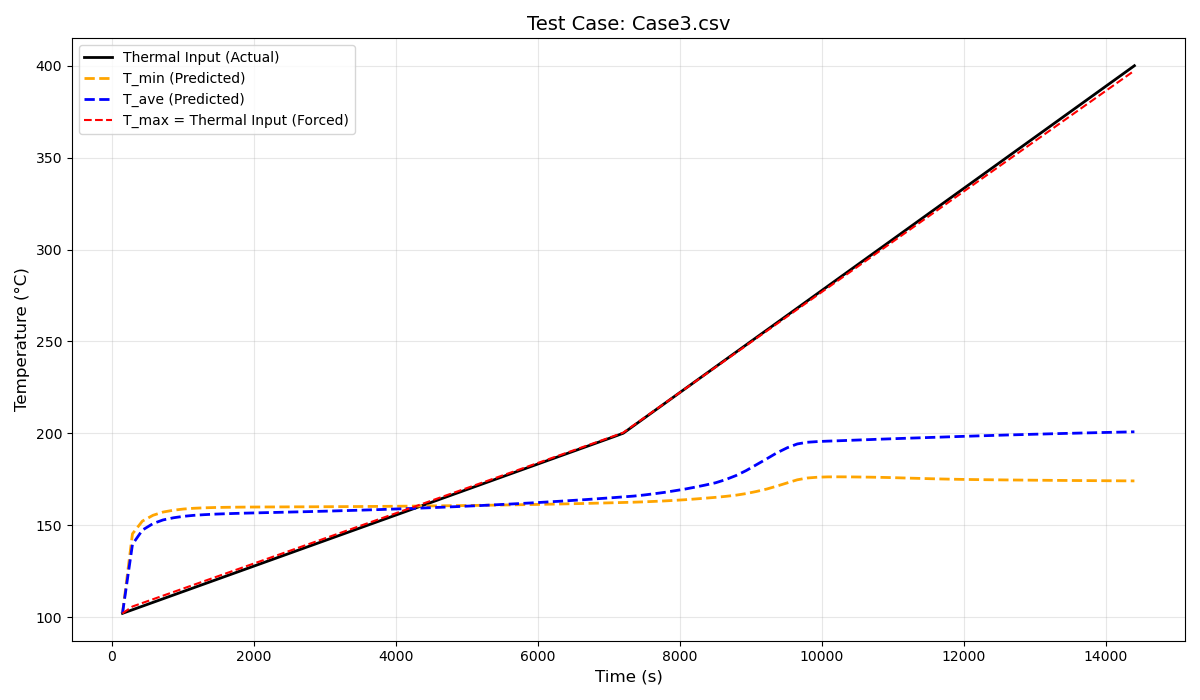 Test Case: Case3.csv
Thermal Input (Actual)
T_min (Predicted)
T_ave (Predicted)
T_max = Thermal Input (Forced)
Temperature (°C)
400
350
300
250
200
150
100
0 2000 4000 6000 8000 10000 12000 14000
Time (s)